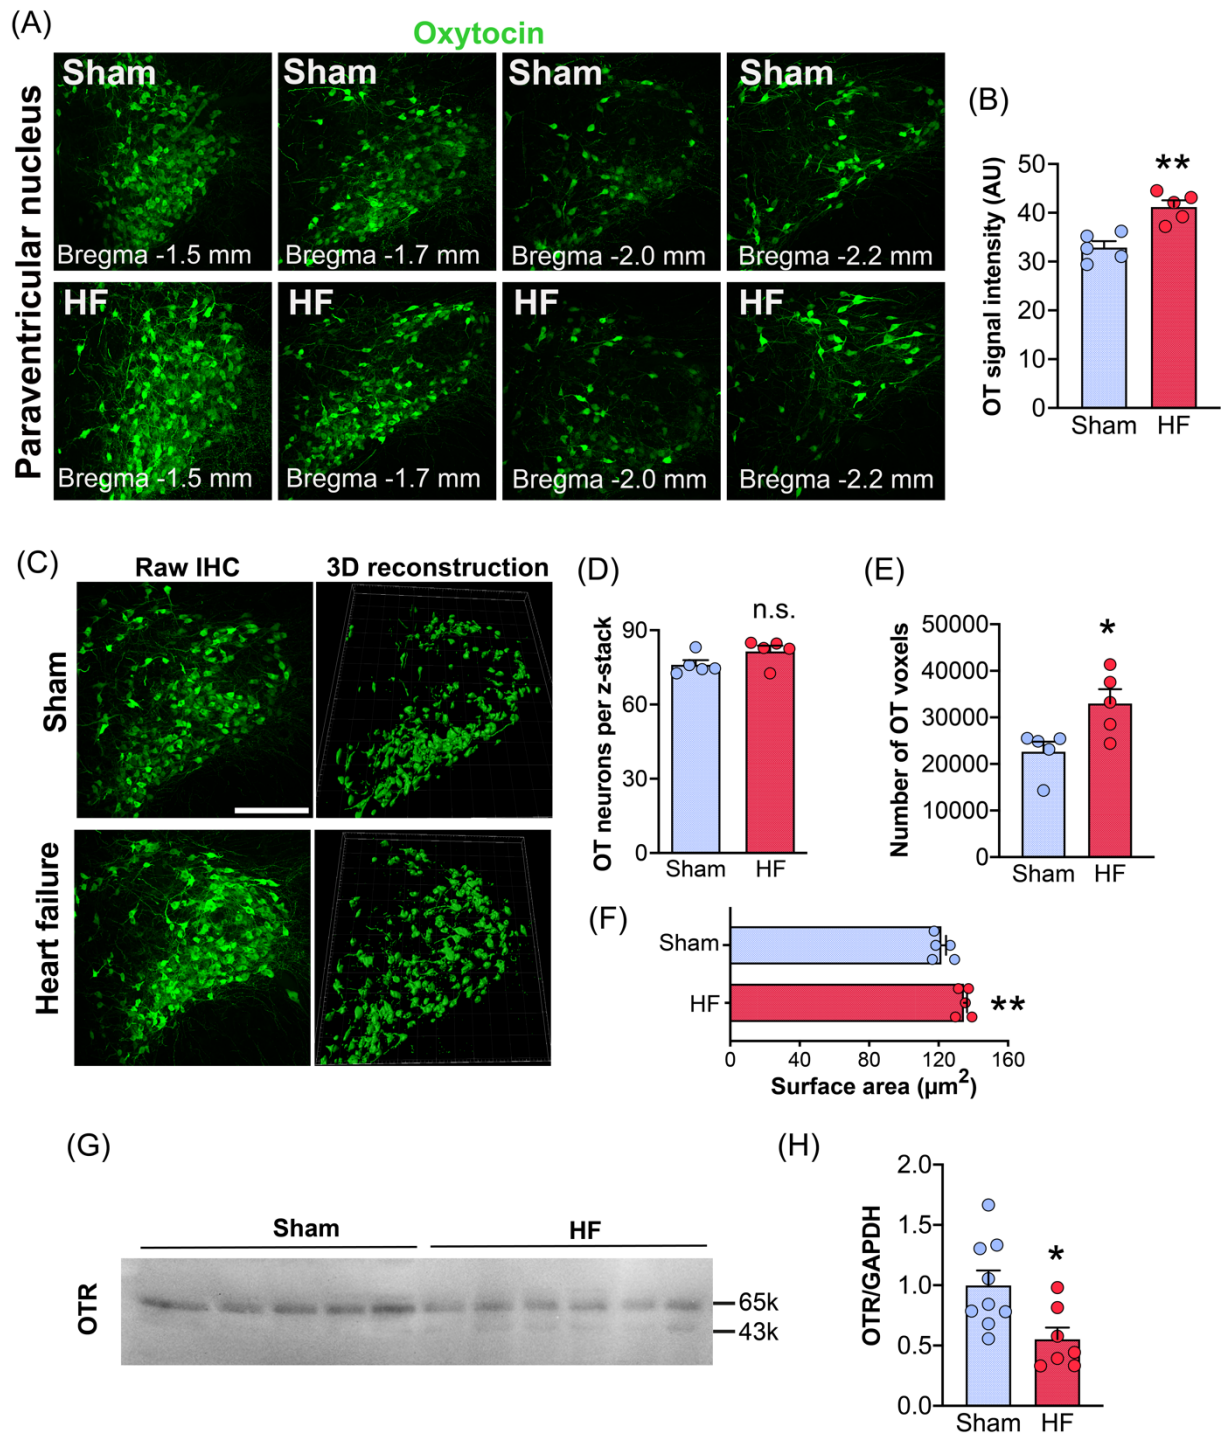 (A)
Oxytocin
Paraventricular nucleus
Sham
Bregma -1.5 mm
Sham
Bregma -1.7 mm
Sham
Bregma -2.0 mm
Sham
Bregma -2.2 mm
HF
Bregma -1.5 mm
HF
Bregma -1.7 mm
HF
Bregma -2.0 mm
HF
Bregma -2.2 mm
(B)
OT signal intensity (AU)
50
40
30
20
10
0
**
Sham HF
(C)
Raw IHC 3D reconstruction
Sham
Heart failure
(D)
OT neurons per z-stack
90
60
30
0
n.s.
Sham HF
(E)
Number of OT voxels
50000
40000
30000
20000
10000
0
*
Sham HF
(F)
Sham
HF
**
0 40 80 120 160
Surface area (µm²)
(G)
Sham HF
OTR
65k
43k
(H)
OTR/GAPDH
2.0
1.5
1.0
0.5
0.0
*
Sham HF